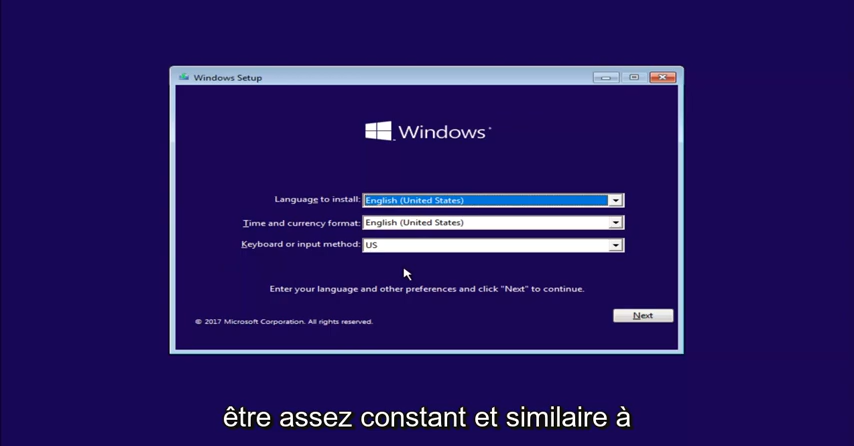 Windows Setup
Windows
Language to install: English (United States)
Time and currency format: English (United States)
Keyboard or input method: US
Enter your language and other preferences and click "Next" to continue.
Next
© 2017 Microsoft Corporation. All rights reserved.
être assez constant et similaire à